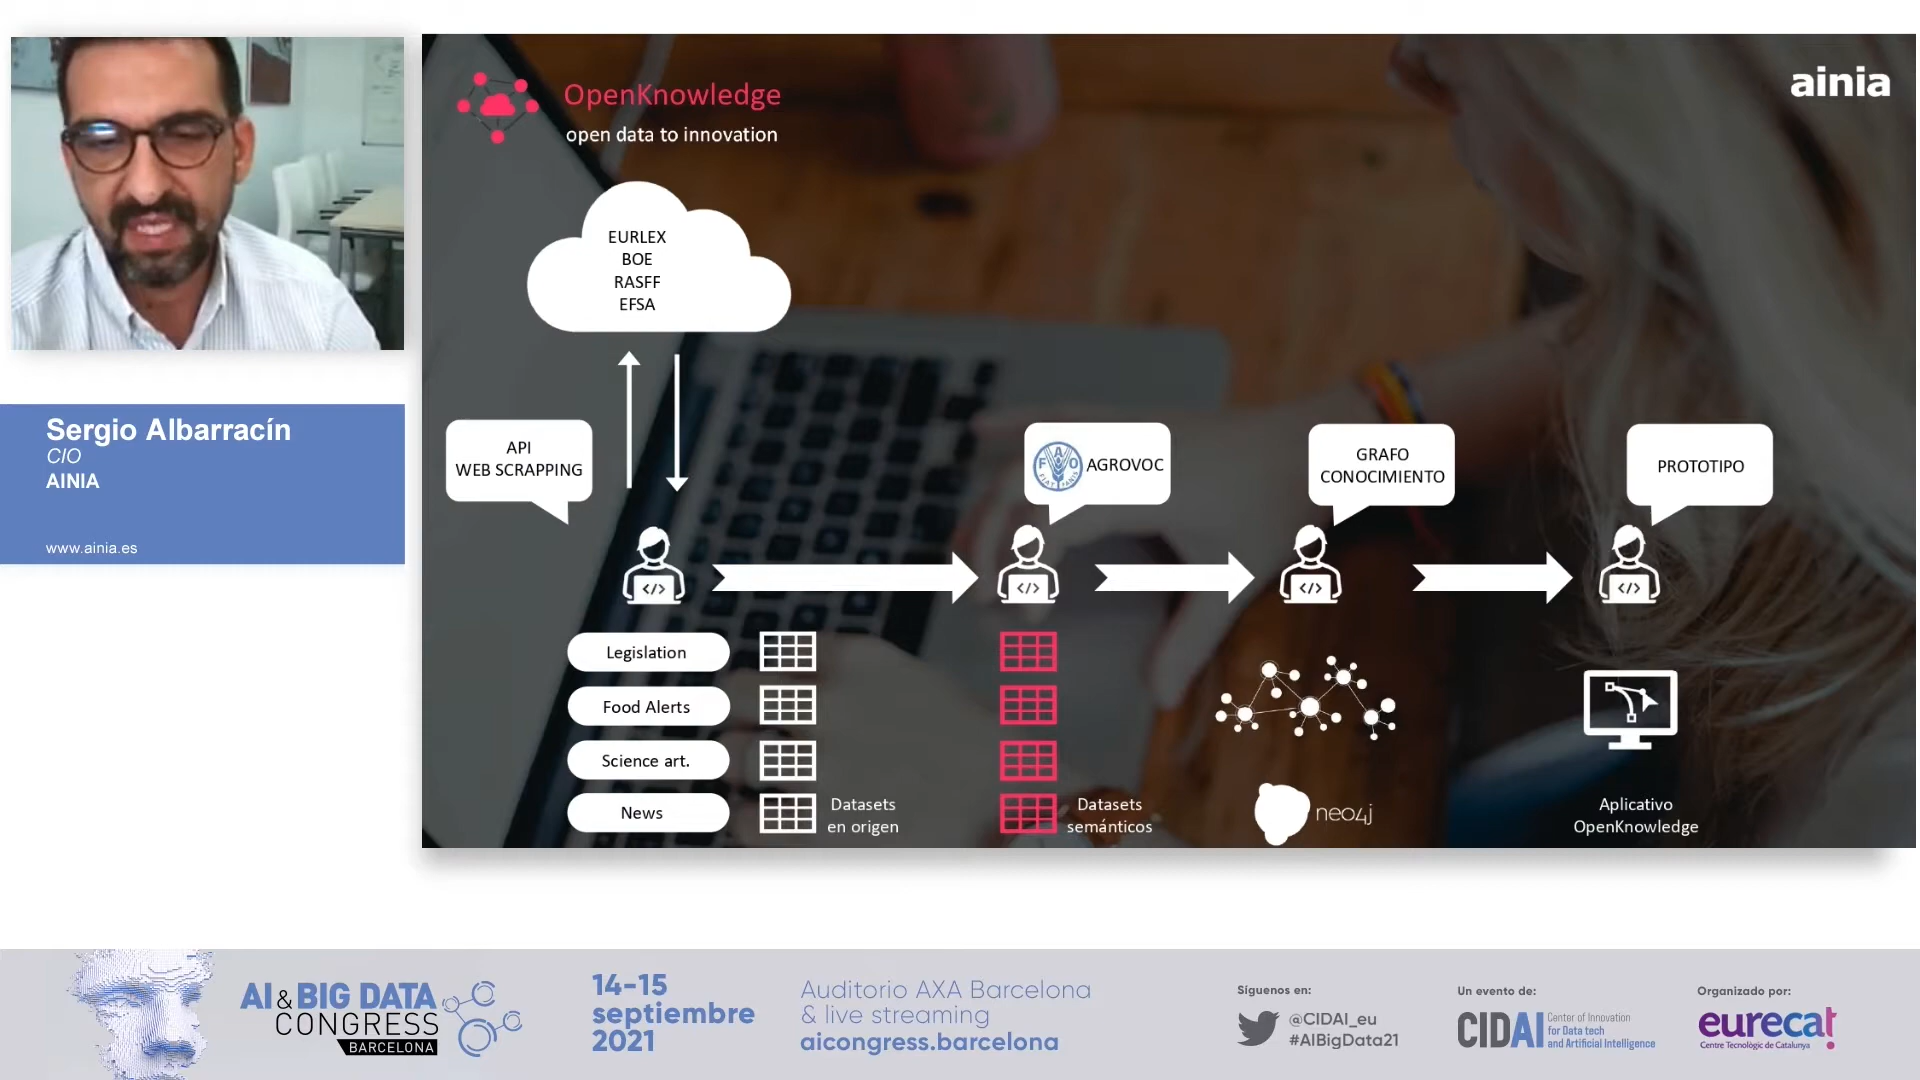 OpenKnowledge
open data to innovation
ainia
EURLEX
BOE
RASFF
EFSA
API
WEB SCRAPPING
FAO
FIAT PANIS
AGROVOC
GRAFO
CONOCIMIENTO
PROTOTIPO
</>
</>
</>
</>
Legislation
Food Alerts
Science art.
News
Datasets
en origen
Datasets
semánticos
neo4j
Aplicativo
OpenKnowledge
Sergio Albarracín
CIO
AINIA
www.ainia.es
AI & BIG DATA
CONGRESS
BARCELONA
14-15
septiembre
2021
Auditorio AXA Barcelona
& live streaming
aicongress.barcelona
Síguenos en:
@CIDAI_eu
#AIBigData21
Un evento de:
CIDAI
Center of Innovation
for Data tech
and Artificial Intelligence
Organizado por:
eurecat
Centre Tecnològic de Catalunya